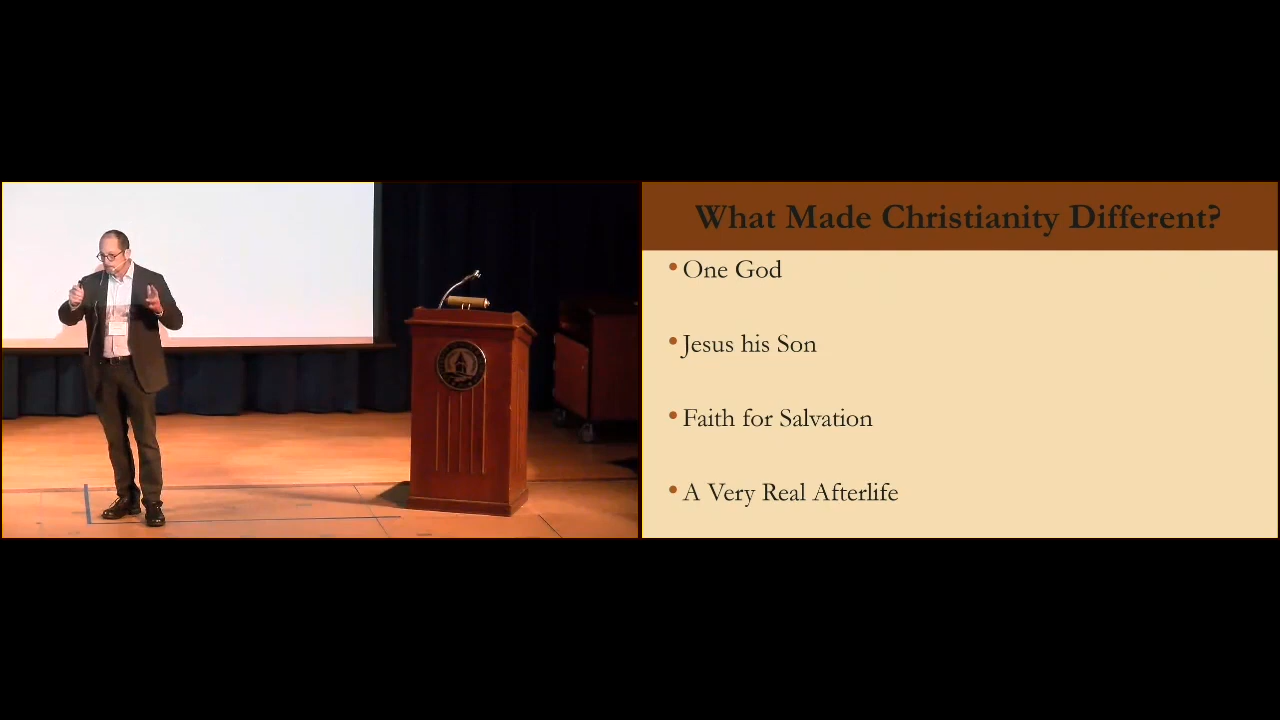 What Made Christianity Different?
• One God
• Jesus his Son
• Faith for Salvation
• A Very Real Afterlife